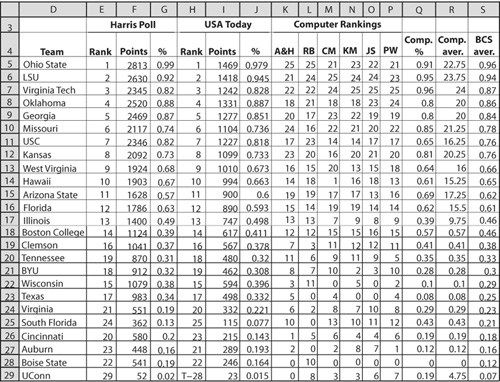 D E F G H I J K L M N O P Q R S
3 Harris Poll USA Today Computer Rankings
4 Team Rank Points % Rank Points % A&H RB CM KM JS PW Comp. % Comp. aver. BCS aver.
5 Ohio State 1 2813 0.99 1 1469 0.979 25 25 21 23 22 21 0.91 22.75 0.96
6 LSU 2 2630 0.92 2 1418 0.945 21 24 25 24 24 23 0.95 23.75 0.94
7 Virginia Tech 3 2345 0.82 3 1242 0.828 22 22 24 25 25 25 0.96 24 0.87
8 Oklahoma 4 2520 0.88 4 1331 0.887 18 21 18 18 23 24 0.8 20 0.86
9 Georgia 5 2469 0.87 5 1277 0.851 20 17 23 22 19 19 0.8 20 0.84
10 Missouri 6 2117 0.74 6 1104 0.736 24 16 22 21 20 22 0.85 21.25 0.78
11 USC 7 2346 0.82 7 1227 0.818 17 23 14 14 17 17 0.65 16.25 0.76
12 Kansas 8 2092 0.73 8 1099 0.733 23 20 16 20 21 20 0.81 20.25 0.76
13 West Virginia 9 1924 0.68 9 1010 0.673 16 15 20 13 15 18 0.64 16 0.66
14 Hawaii 10 1903 0.67 10 994 0.663 14 18 1 16 18 13 0.61 15.25 0.65
15 Arizona State 11 1628 0.57 11 900 0.6 19 19 17 17 13 16 0.69 17.25 0.62
16 Florida 12 1786 0.63 12 890 0.593 15 14 19 19 14 14 0.62 15.5 0.61
17 Illinois 13 1400 0.49 13 747 0.498 13 13 7 9 8 9 0.39 9.75 0.46
18 Boston College 14 1124 0.39 14 617 0.411 12 12 15 15 16 15 0.57 0.57 0.46
19 Clemson 16 1041 0.37 16 567 0.378 7 3 11 12 12 11 0.41 0.41 0.38
20 Tennessee 19 870 0.31 18 480 0.32 11 6 9 11 9 5 0.35 0.35 0.33
21 BYU 18 912 0.32 19 462 0.308 8 7 10 2 3 10 0.28 0.28 0.3
22 Wisconsin 15 1079 0.38 15 594 0.396 3 11 0 5 0 2 0.1 0.1 0.29
23 Texas 17 983 0.34 17 498 0.332 5 0 4 0 0 4 0.08 0.08 0.25
24 Virginia 21 551 0.19 20 332 0.221 6 2 8 7 10 8 0.29 0.29 0.23
25 South Florida 24 362 0.13 25 115 0.077 10 0 13 10 11 12 0.43 0.43 0.21
26 Cincinnati 20 580 0.2 23 215 0.143 1 5 6 4 4 6 0.19 0.19 0.18
27 Auburn 23 448 0.16 21 289 0.193 2 0 2 8 7 1 0.12 0.12 0.16
28 Boise State 22 541 0.19 22 246 0.164 0 10 0 0 0 0 0 0 0.12
29 UConn 29 52 0.02 T–28 23 0.015 0 8 3 3 6 7 0.19 4.75 0.07